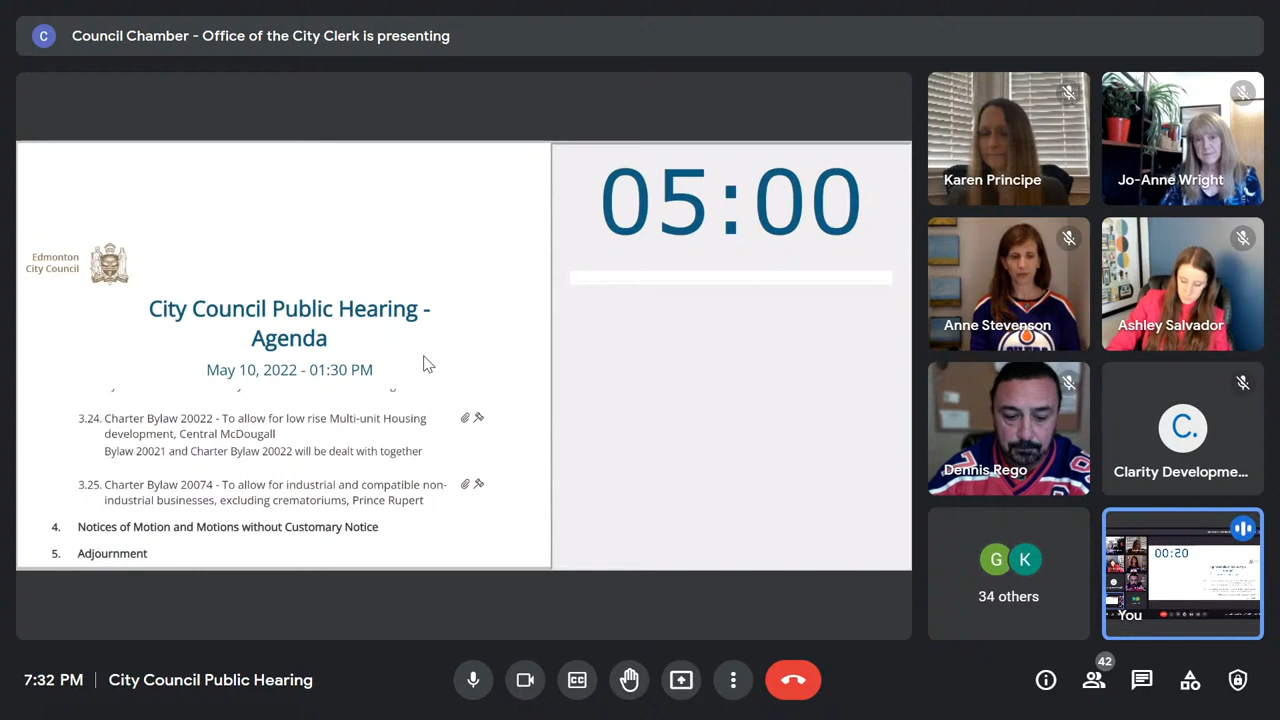 C
Council Chamber - Office of the City Clerk is presenting
Edmonton
City Council
City Council Public Hearing -
Agenda
May 10, 2022 - 01:30 PM
3.24. Charter Bylaw 20022 - To allow for low rise Multi-unit Housing
development, Central McDougall
Bylaw 20021 and Charter Bylaw 20022 will be dealt with together
3.25. Charter Bylaw 20074 - To allow for industrial and compatible non-
industrial businesses, excluding crematoriums, Prince Rupert
4. Notices of Motion and Motions without Customary Notice
5. Adjournment
05:00
Karen Principe
Jo-Anne Wright
Anne Stevenson
Ashley Salvador
Dennis Rego
C.
Clarity Developme...
G K
34 others
05:00
You
7:32 PM | City Council Public Hearing
42